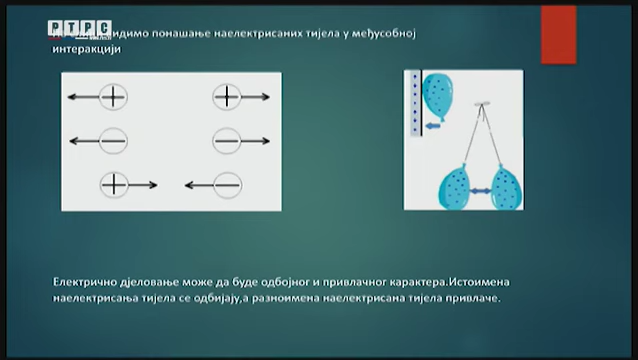 РТРС
видимо понашање наелектрисаних тијела у међусобној
интеракцији
Електрично дјеловање може да буде одбојног и привлачног карактера.Истоимена
наелектрисања тијела се одбијају,а разноимена наелектрисана тијела привлаче.